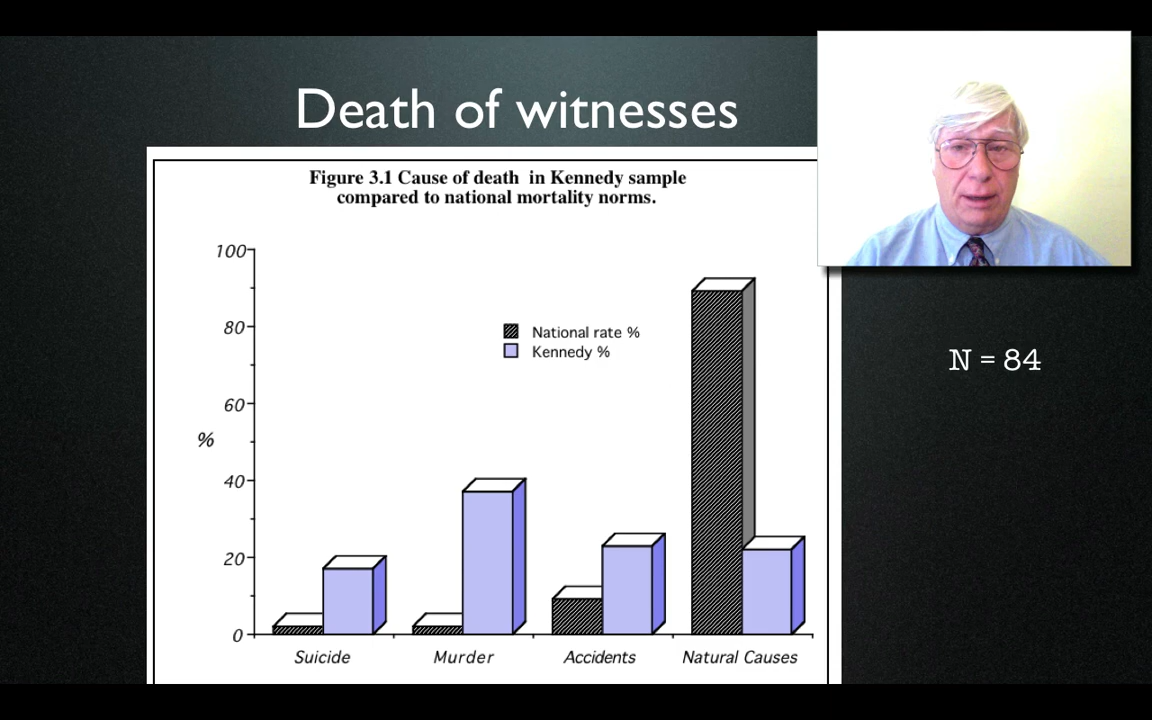 Death of witnesses
Figure 3.1 Cause of death in Kennedy sample
compared to national mortality norms.
100
80
60
40
20
0
%
National rate %
Kennedy %
Suicide
Murder
Accidents
Natural Causes
N = 84